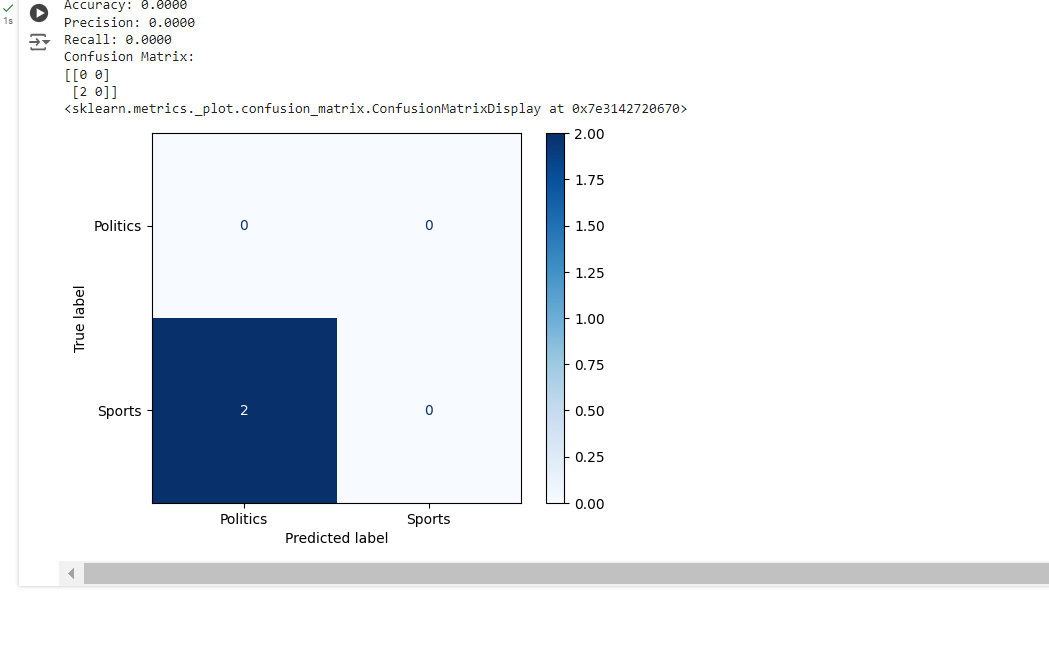 Accuracy: 0.0000
1s
Precision: 0.0000
Recall: 0.0000
Confusion Matrix:
[[0 0]
 [2 0]]
<sklearn.metrics._plot.confusion_matrix.ConfusionMatrixDisplay at 0x7e3142720670>
2.00
1.75
Politics 0 0 1.50
1.25
True label
1.00
0.75
Sports 2 0 0.50
0.25
0.00
Politics Sports
Predicted label